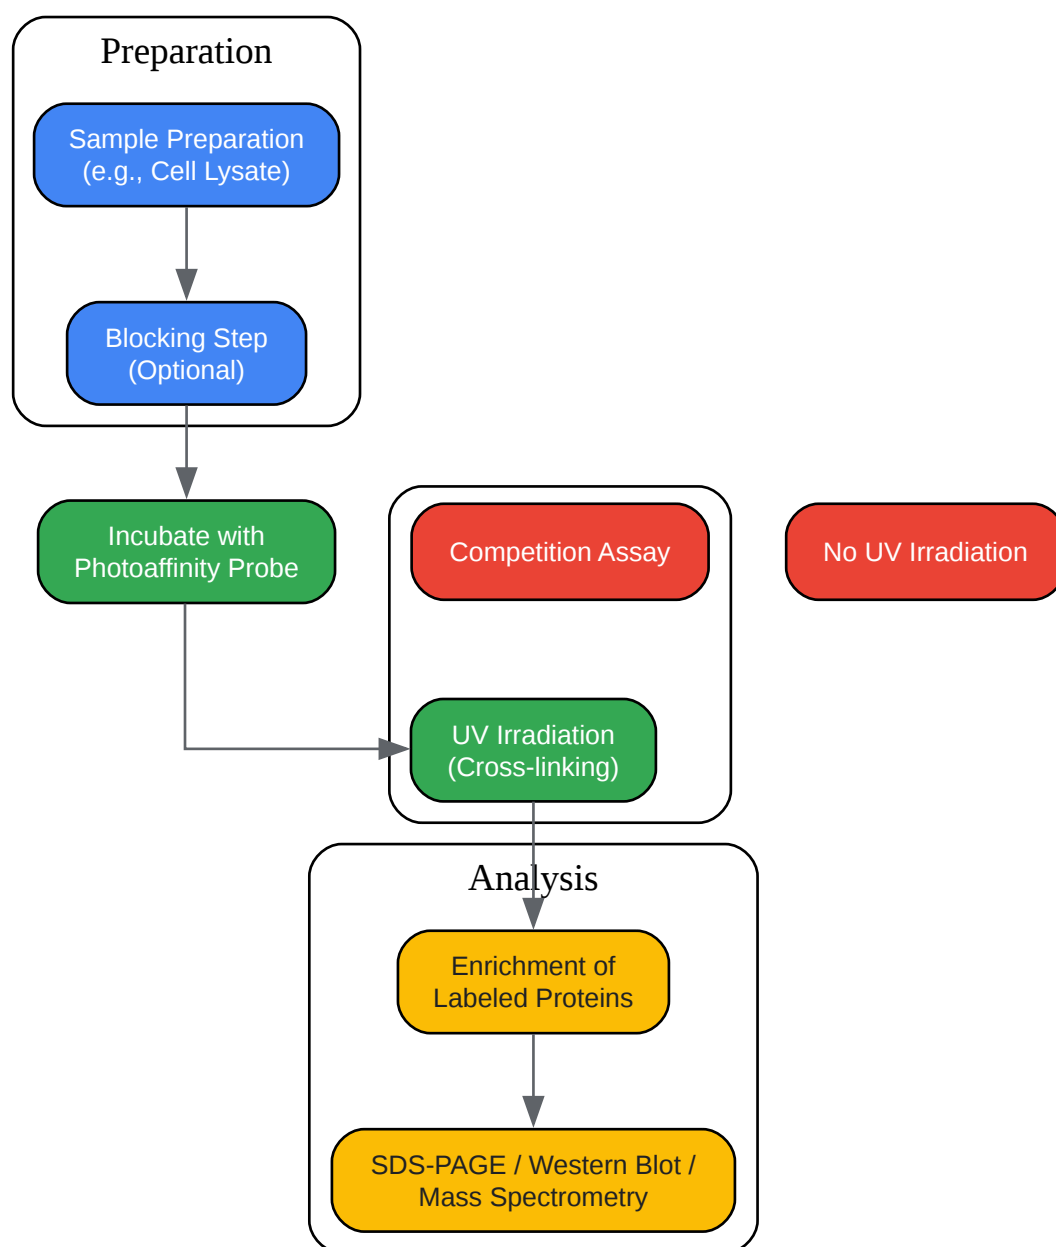 Preparation
Sample Preparation
(e.g., Cell Lysate)
Blocking Step
(Optional)
Incubate with
Photoaffinity Probe
Competition Assay
No UV Irradiation
UV Irradiation
(Cross-linking)
Analysis
Enrichment of
Labeled Proteins
SDS-PAGE / Western Blot /
Mass Spectrometry